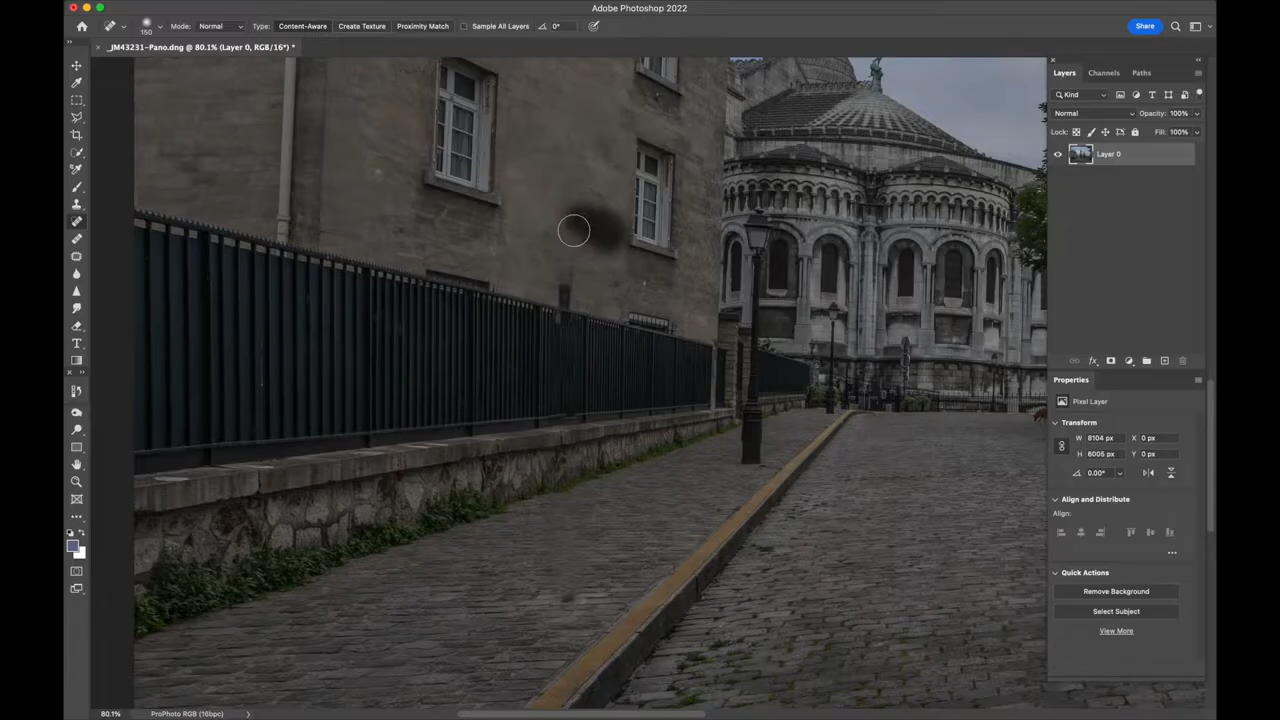 Adobe Photoshop 2022
150 Mode: Normal Type: Content-Aware Create Texture Proximity Match Sample All Layers 0° Share
_JM43231-Pano.dng @ 80.1% (Layer 0, RGB/16*) *
Layers Channels Paths
Kind
Normal Opacity: 100%
Lock: Fill: 100%
Layer 0
Properties
Pixel Layer
Transform
W 8104 px X 0 px
H 6005 px Y 0 px
0.00°
Align and Distribute
Align:
Quick Actions
Remove Background
Select Subject
View More
80.1% ProPhoto RGB (16bpc)